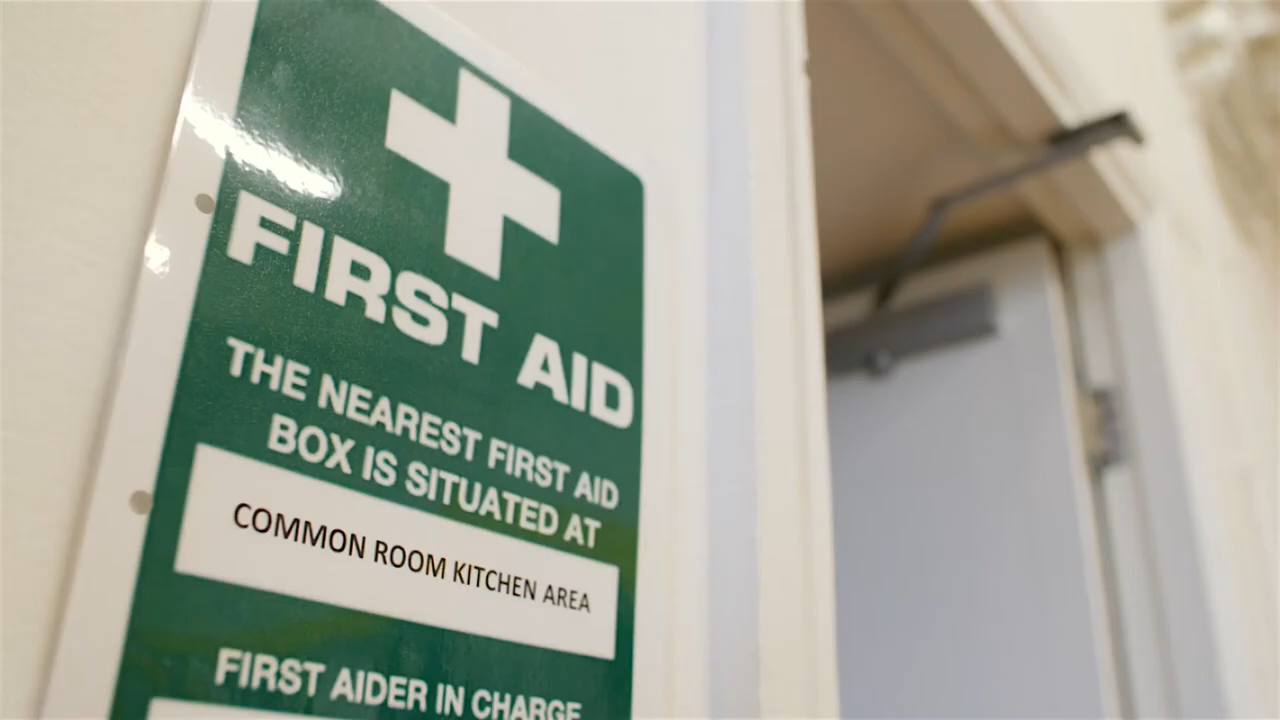 FIRST AID
THE NEAREST FIRST AID
BOX IS SITUATED AT
COMMON ROOM KITCHEN AREA
FIRST AIDER IN CHARGE